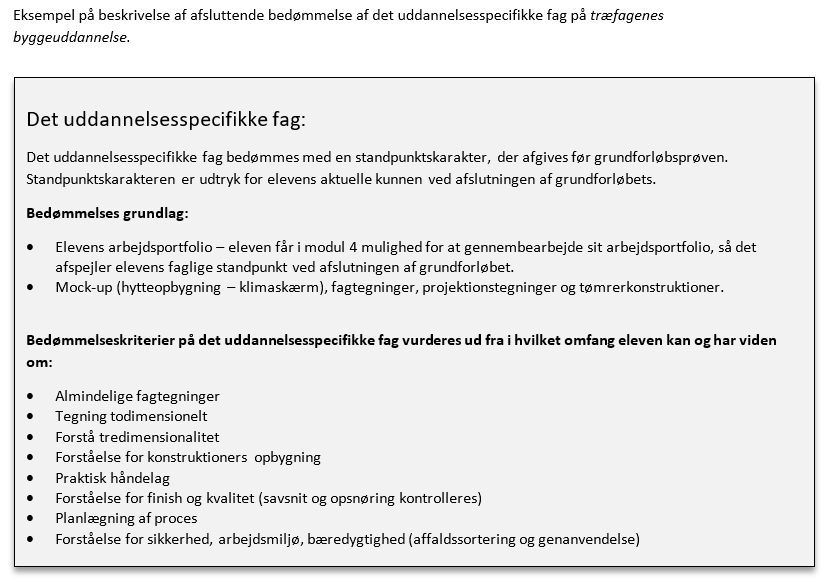 Eksempel på beskrivelse af afsluttende bedømmelse af det uddannelsesspecifikke fag på træfagenes
byggeuddannelse.
Det uddannelsesspecifikke fag:
Det uddannelsesspecifikke fag bedømmes med en standpunktskarakter, der afgives før grundforløbsprøven.
Standpunktskarakteren er udtryk for elevens aktuelle kunnen ved afslutningen af grundforløbets.
Bedømmelses grundlag:
• Elevens arbejdsportfolio – eleven får i modul 4 mulighed for at gennembearbejde sit arbejdsportfolio, så det
afspejler elevens faglige standpunkt ved afslutningen af grundforløbet.
• Mock-up (hytteopbygning – klimaskærm), fagtegninger, projektionstegninger og tømrerkonstruktioner.
Bedømmelseskriterier på det uddannelsesspecifikke fag vurderes ud fra i hvilket omfang eleven kan og har viden
om:
• Almindelige fagtegninger
• Tegning todimensionelt
• Forstå tredimensionalitet
• Forståelse for konstruktioners opbygning
• Praktisk håndelag
• Forståelse for finish og kvalitet (savsnit og opsnøring kontrolleres)
• Planlægning af proces
• Forståelse for sikkerhed, arbejdsmiljø, bæredygtighed (affaldssortering og genanvendelse)